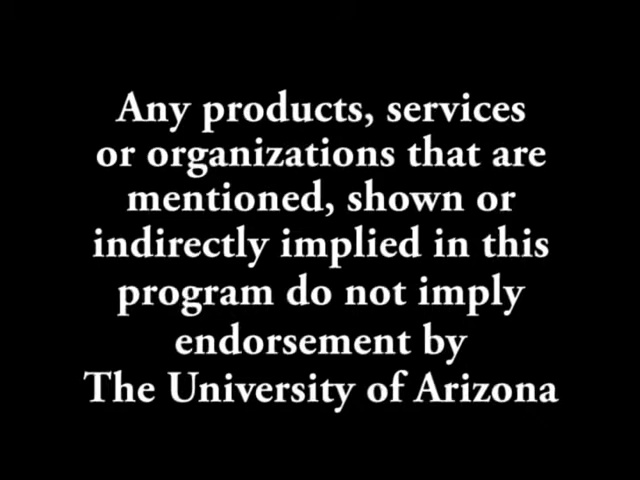 Any products, services
or organizations that are
mentioned, shown or
indirectly implied in this
program do not imply
endorsement by
The University of Arizona